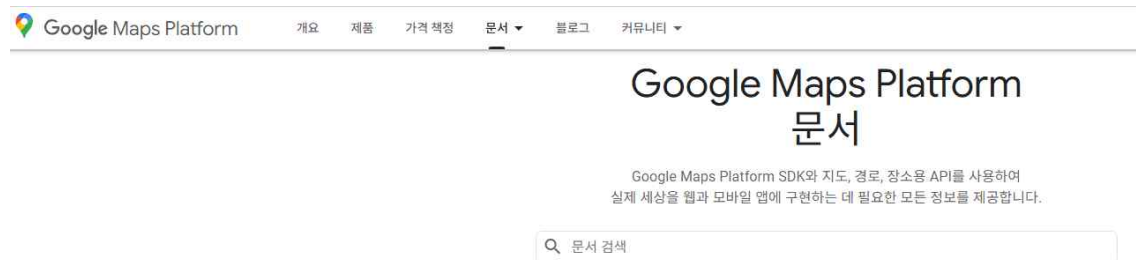 Google Maps Platform 개요 제품 가격 책정 문서 블로그 커뮤니티
Google Maps Platform
문서
Google Maps Platform SDK와 지도, 경로, 장소용 API를 사용하여
실제 세상을 웹과 모바일 앱에 구현하는 데 필요한 모든 정보를 제공합니다.
문서 검색